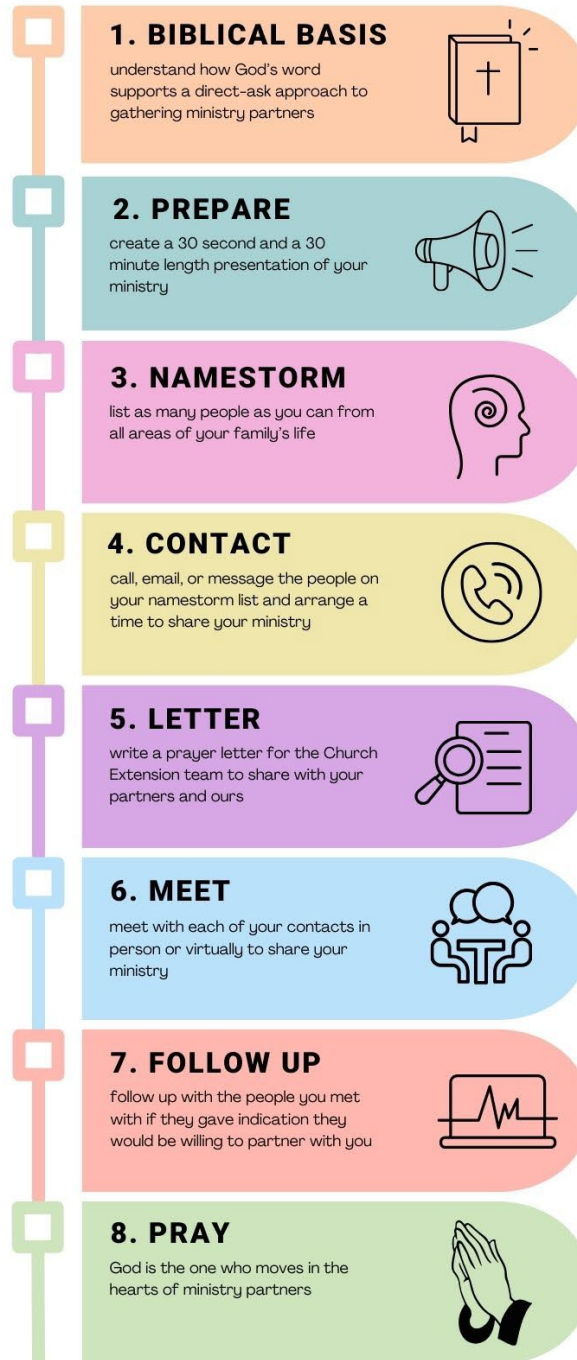 1. BIBLICAL BASIS
understand how God's word
supports a direct-ask approach to
gathering ministry partners
2. PREPARE
create a 30 second and a 30
minute length presentation of your
ministry
3. NAMESTORM
list as many people as you can from
all areas of your family's life
4. CONTACT
call, email, or message the people on
your namestorm list and arrange a
time to share your ministry
5. LETTER
write a prayer letter for the Church
Extension team to share with your
partners and ours
6. MEET
meet with each of your contacts in
person or virtually to share your
ministry
7. FOLLOW UP
follow up with the people you met
with if they gave indication they
would be willing to partner with you
8. PRAY
God is the one who moves in the
hearts of ministry partners